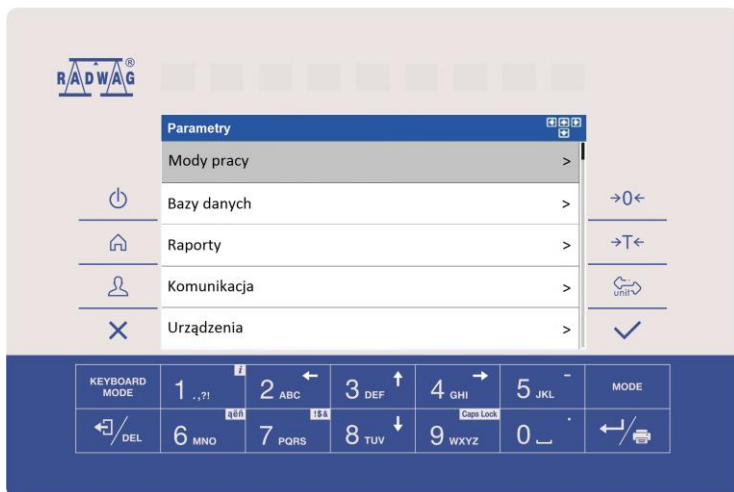 RADWAG®
Parametry
Mody pracy >
Bazy danych >
Raporty >
Komunikacja >
Urządzenia >
→0←
→T←
unit
KEYBOARD MODE
1 .,?! i
2 ABC ←
3 DEF ↑
4 GHI →
5 JKL -
MODE
/DEL
6 MNO äëñ
7 PQRS !$&
8 TUV ↓
9 WXYZ Caps Lock
0 .